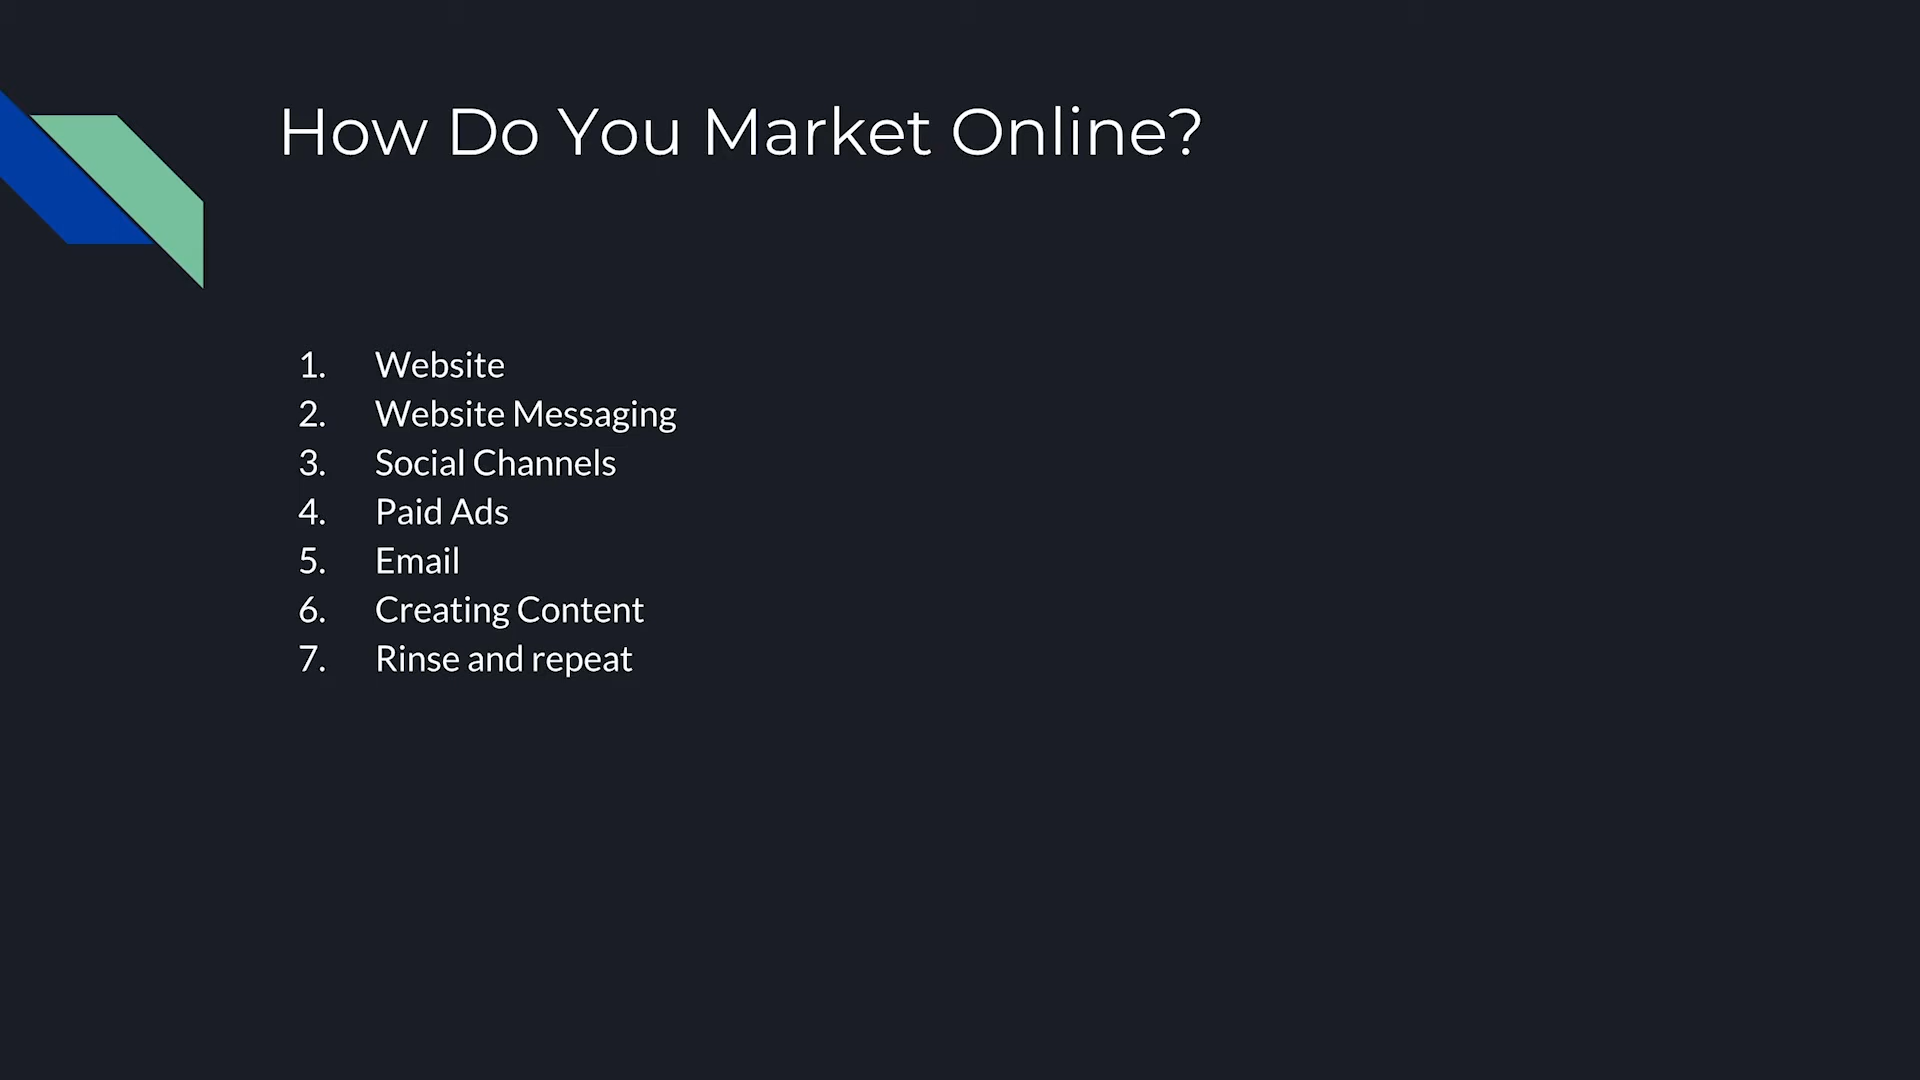 How Do You Market Online?
1. Website
2. Website Messaging
3. Social Channels
4. Paid Ads
5. Email
6. Creating Content
7. Rinse and repeat